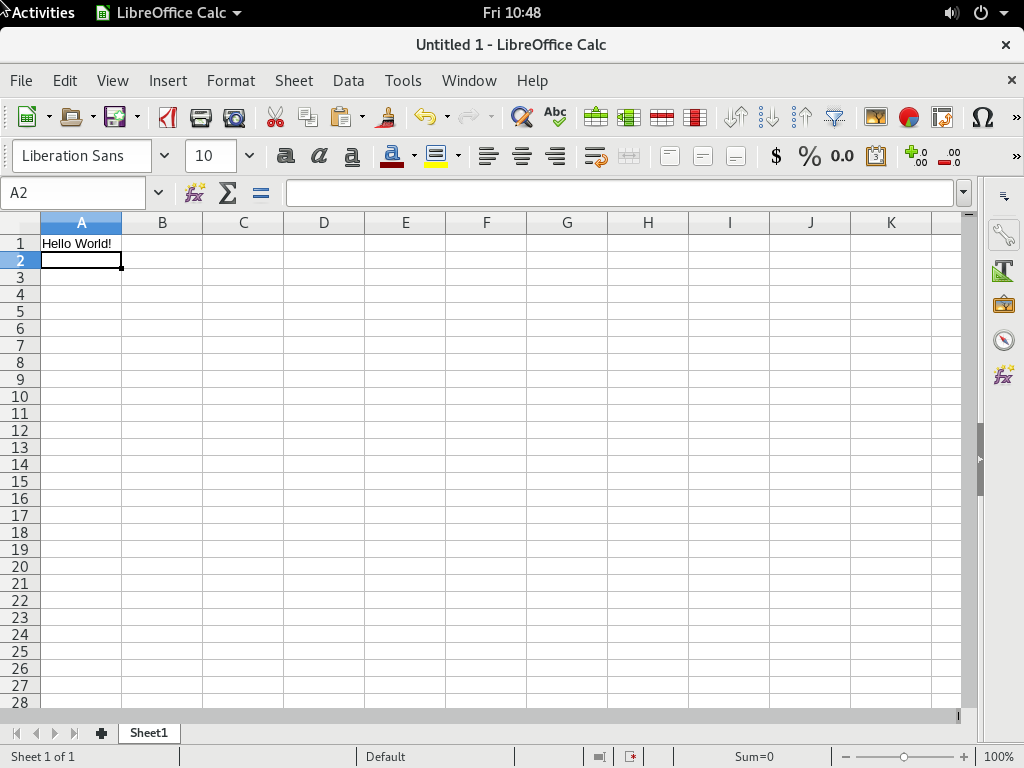 Activities LibreOffice Calc Fri 10:48
Untitled 1 - LibreOffice Calc
File Edit View Insert Format Sheet Data Tools Window Help
Abc
Liberation Sans 10 a a a a $ % 0.0 .00 .00
A2
A B C D E F G H I J K
1 Hello World!
2
3
4
5
6
7
8
9
10
11
12
13
14
15
16
17
18
19
20
21
22
23
24
25
26
27
28
Sheet1
Sheet 1 of 1 Default Sum=0 100%